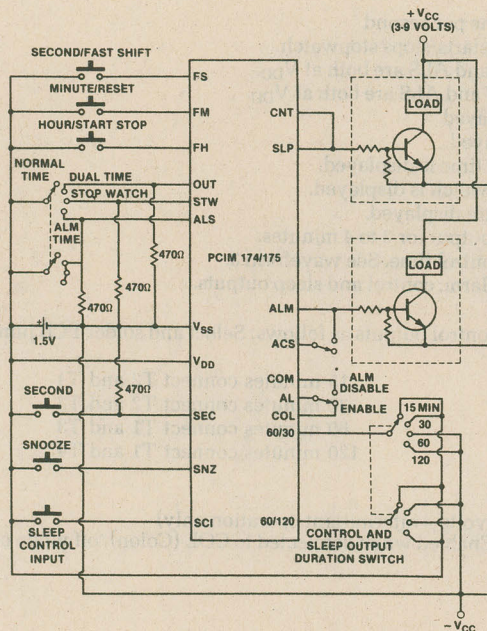 +VCC
(3-9 VOLTS)
SECOND/FAST SHIFT
FS
MINUTE/RESET
FM
HOUR/START STOP
FH
NORMAL
TIME
DUAL TIME
STOP WATCH
ALM
TIME
OUT
STW
ALS
470Ω
470Ω
470Ω
470Ω
1.5V
VSS
VDD
SECOND
SEC
SNOOZE
SNZ
SLEEP
CONTROL
INPUT
SCI
PCIM 174/175
CNT
SLP
LOAD
LOAD
ALM
ACS
COM
AL
COL
60/30
ALM
DISABLE
ENABLE
15 MIN
30
60
120
60/120
CONTROL AND
SLEEP OUTPUT
DURATION SWITCH
-VCC